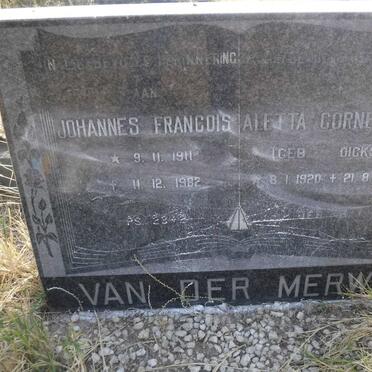 IN LIEFDEVOLLE HERINNERING
AAN
JOHANNES FRANCOIS
* 9.11.1911
† 11.12.1982
PS. 23:4
ALETTA CORNE
(GEB DICKS
* 8.1.1920 † 21.8
VAN DER MERW